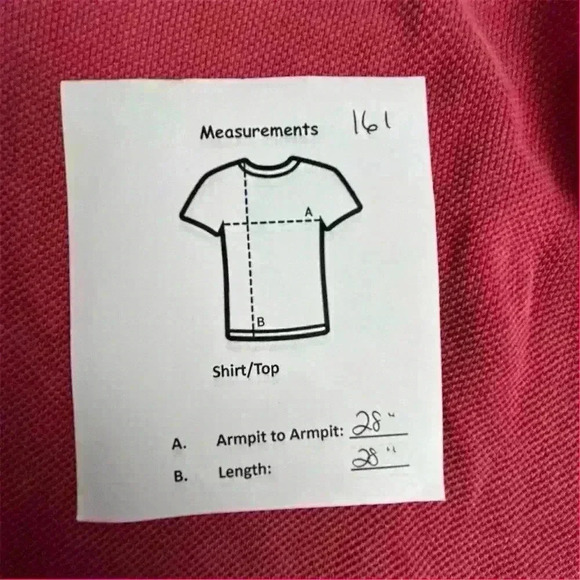 Measurements 161
A
B
Shirt/Top
A. Armpit to Armpit: 28"
B. Length: 28"